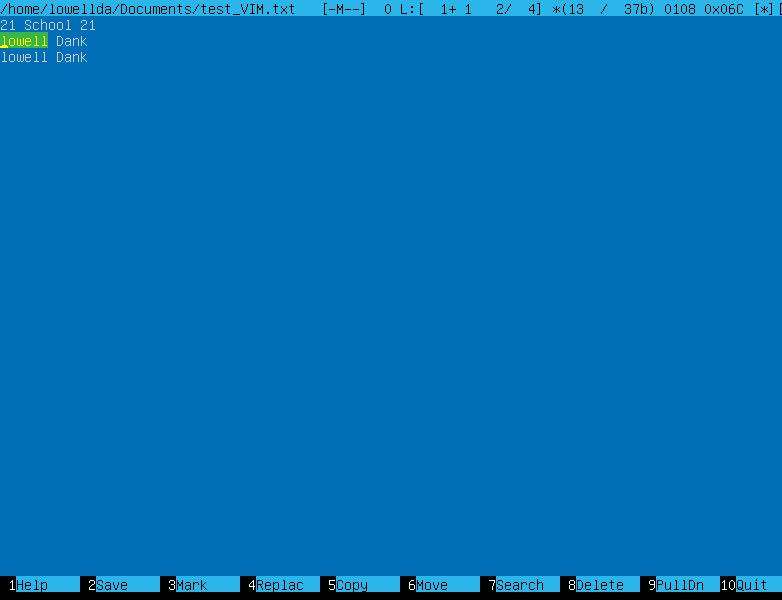 /home/lowellda/Documents/test_VIM.txt [-M--] 0 L:[ 1+ 1 2/ 4] *(13 / 37b) 0108 0x06C [*][
21 School 21
lowell Dank
lowell Dank
1Help 2Save 3Mark 4Replac 5Copy 6Move 7Search 8Delete 9PullDn 10Quit